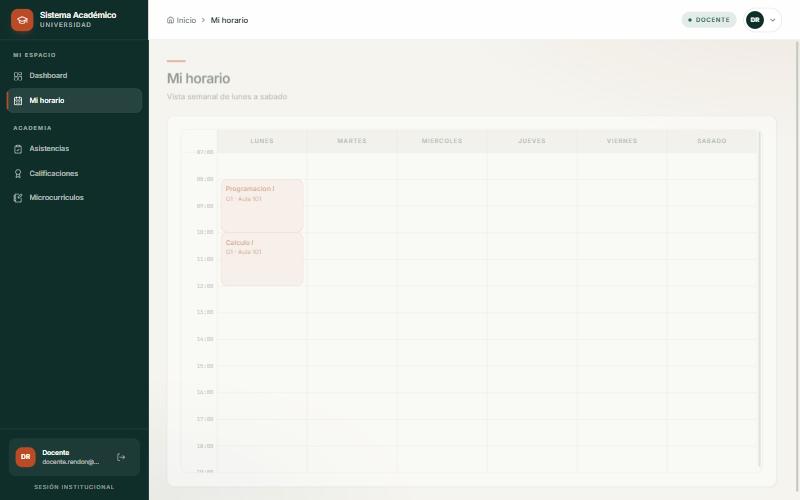 Sistema Académico
UNIVERSIDAD
MI ESPACIO
Dashboard
Mi horario
ACADEMIA
Asistencias
Calificaciones
Microcurriculos
DR
Docente
docente.rendon@...
SESIÓN INSTITUCIONAL
Inicio > Mi horario
DOCENTE
DR
Mi horario
Vista semanal de lunes a sabado
LUNES MARTES MIERCOLES JUEVES VIERNES SABADO
07:00
08:00
Programacion I
G1 · Aula 101
09:00
10:00
Calculo I
G1 · Aula 101
11:00
12:00
13:00
14:00
15:00
16:00
17:00
18:00
19:00